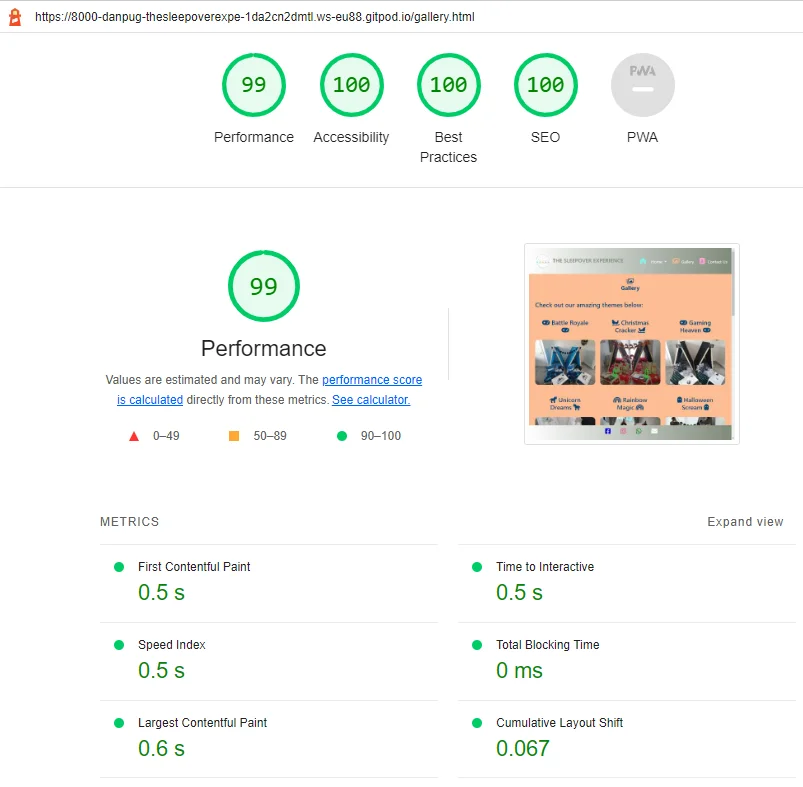 https://8000-danpug-thesleepoverexpe-1da2cn2dmtl.ws-eu88.gitpod.io/gallery.html
99
100
100
100
PWA
Performance
Accessibility
Best
Practices
SEO
PWA
99
Performance
Values are estimated and may vary. The performance score
is calculated directly from these metrics. See calculator.
0–49
50–89
90–100
THE SLEEPOVER EXPERIENCE
Home
Gallery
Contact Us
Gallery
Check out our amazing themes below:
Battle Royale
Christmas
Cracker
Gaming
Heaven
Unicorn
Dreams
Rainbow
Magic
Halloween
Scream
METRICS
Expand view
First Contentful Paint
0.5 s
Time to Interactive
0.5 s
Speed Index
0.5 s
Total Blocking Time
0 ms
Largest Contentful Paint
0.6 s
Cumulative Layout Shift
0.067